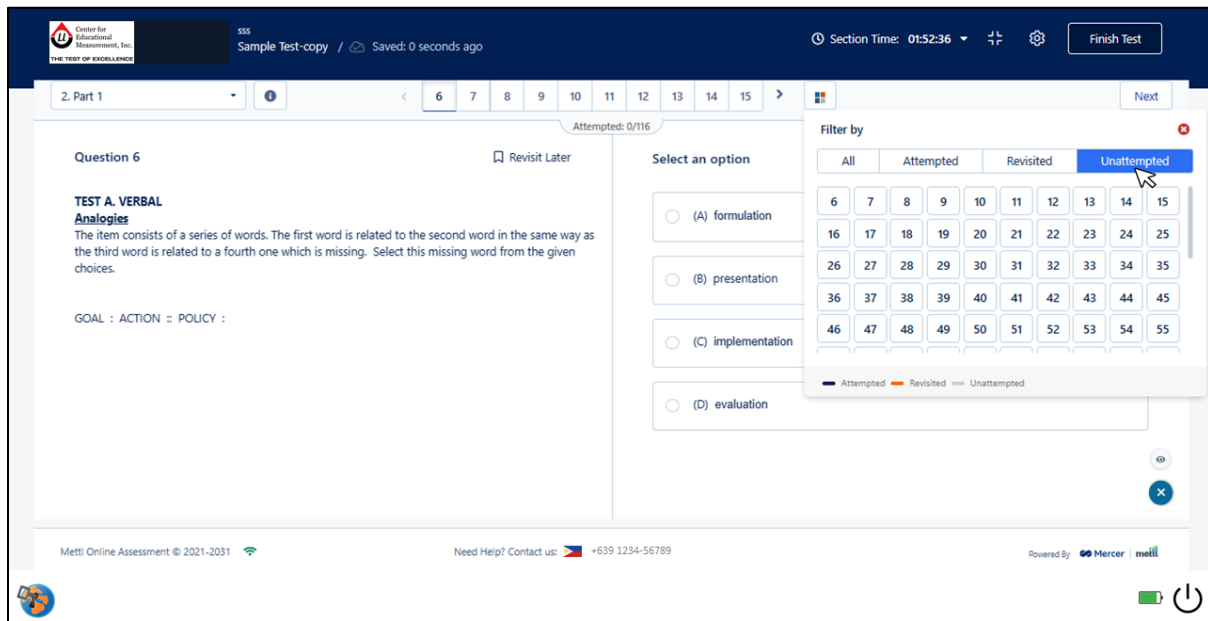 Center for
Educational
Measurement, Inc.
THE TEST OF EXCELLENCE
sss
Sample Test-copy / Saved: 0 seconds ago
Section Time: 01:52:36
Finish Test
2. Part 1
6 7 8 9 10 11 12 13 14 15
Next
Attempted: 0/116
Question 6
Revisit Later
TEST A. VERBAL
Analogies
The item consists of a series of words. The first word is related to the second word in the same way as
the third word is related to a fourth one which is missing. Select this missing word from the given
choices.
GOAL : ACTION :: POLICY :
Select an option
(A) formulation
(B) presentation
(C) implementation
(D) evaluation
Filter by
All Attempted Revisited Unattempted
6 7 8 9 10 11 12 13 14 15
16 17 18 19 20 21 22 23 24 25
26 27 28 29 30 31 32 33 34 35
36 37 38 39 40 41 42 43 44 45
46 47 48 49 50 51 52 53 54 55
Attempted Revisited Unattempted
Mettl Online Assessment © 2021-2031
Need Help? Contact us: +639 1234-56789
Powered By Mercer | mettl